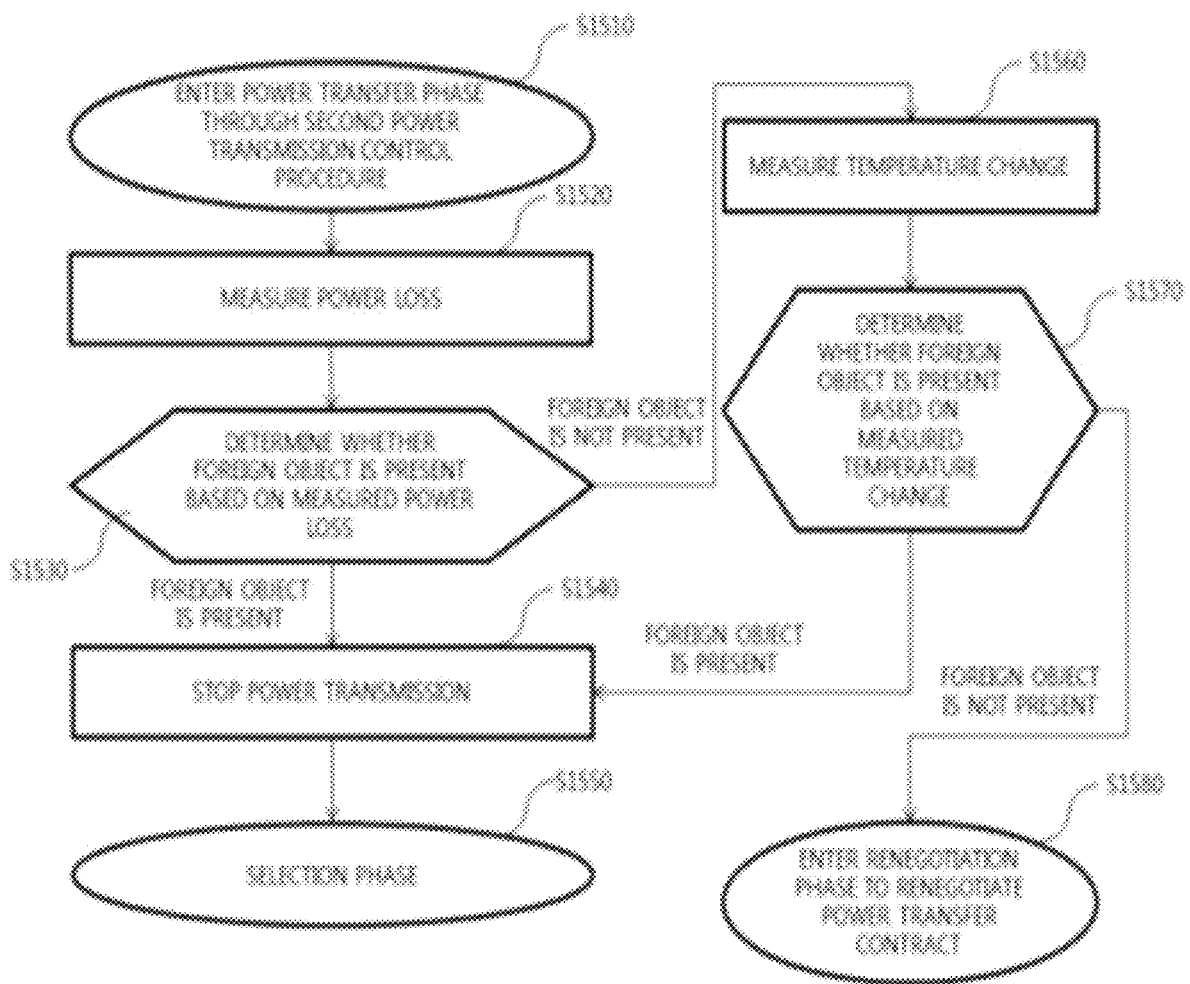 S1510
ENTER POWER TRANSFER PHASE
THROUGH SECOND POWER
TRANSMISSION CONTROL
PROCEDURE
S1520
MEASURE POWER LOSS
DETERMINE WHETHER
FOREIGN OBJECT IS PRESENT
BASED ON MEASURED POWER
LOSS
S1530
FOREIGN OBJECT
IS NOT PRESENT
FOREIGN OBJECT
IS PRESENT
S1540
STOP POWER TRANSMISSION
S1550
SELECTION PHASE
S1560
MEASURE TEMPERATURE CHANGE
S1570
DETERMINE
WHETHER FOREIGN
OBJECT IS PRESENT
BASED ON
MEASURED
TEMPERATURE
CHANGE
FOREIGN OBJECT
IS PRESENT
FOREIGN OBJECT
IS NOT PRESENT
S1580
ENTER RENEGOTIATION
PHASE TO RENEGOTIATE
POWER TRANSFER
CONTRACT